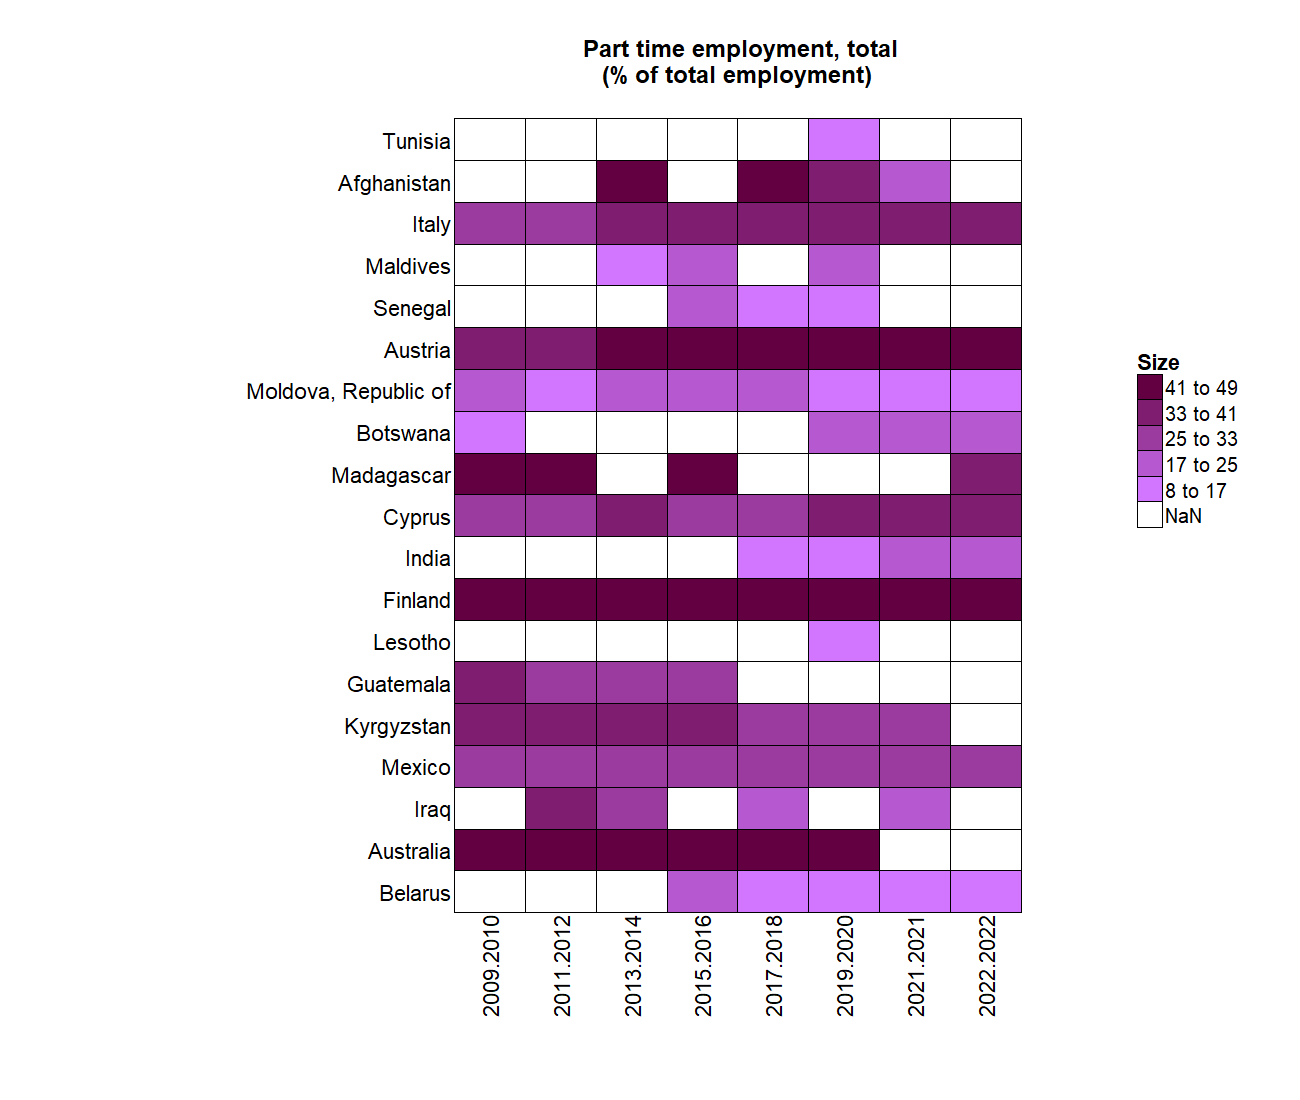 Part time employment, total
(% of total employment)
Tunisia
Afghanistan
Italy
Maldives
Senegal
Austria
Moldova, Republic of
Botswana
Madagascar
Cyprus
India
Finland
Lesotho
Guatemala
Kyrgyzstan
Mexico
Iraq
Australia
Belarus
2009.2010
2011.2012
2013.2014
2015.2016
2017.2018
2019.2020
2021.2021
2022.2022
Size
41 to 49
33 to 41
25 to 33
17 to 25
8 to 17
NaN